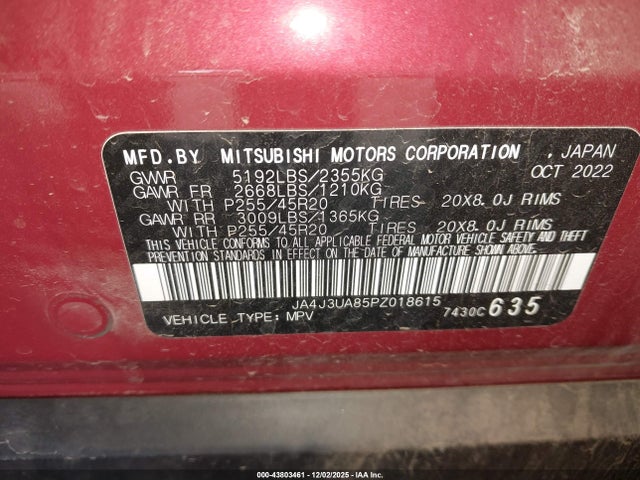 MFD.BY MITSUBISHI MOTORS CORPORATION , JAPAN
GVWR 5192LBS/2355KG OCT 2022
GAWR FR 2668LBS/1210KG
WITH P255/45R20 TIRES- 20X8.0J RIMS
GAWR RR 3009LBS/1365KG
WITH P255/45R20 TIRES 20X8.0J RIMS
THIS VEHICLE CONFORMS TO ALL APPLICABLE FEDERAL MOTOR VEHICLE SAFETY AND THEFT
PREVENTION STANDARDS IN EFFECT ON THE DATE OF MANUFACTURE SHOWN ABOVE.
JA4J3UA85PZ018615
VEHICLE TYPE: MPV 7430C 635
000-43803461 - 12/02/2025 - IAA Inc.